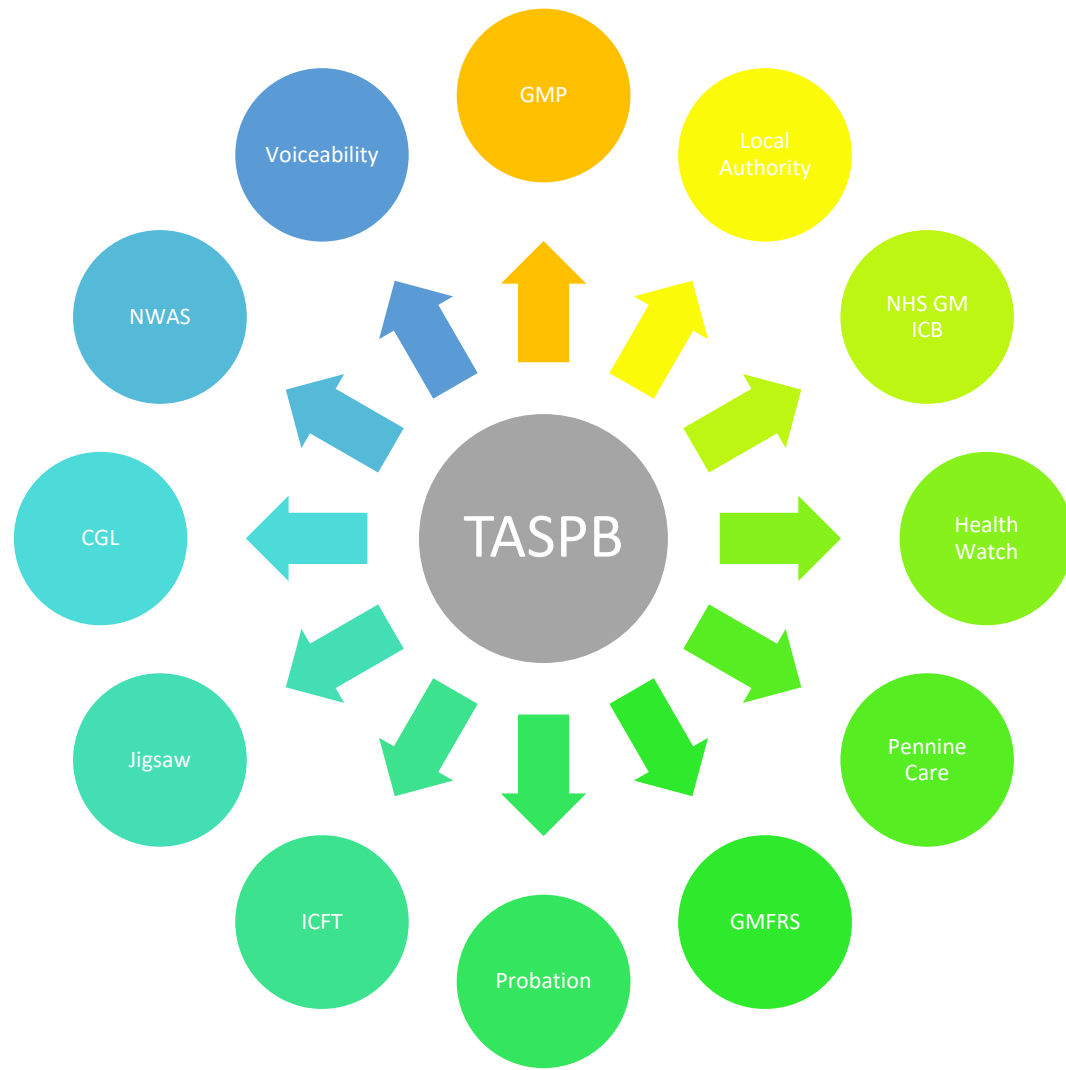 GMP
Local
Authority
NHS GM
ICB
Health
Watch
Pennine
Care
GMFRS
Probation
ICFT
Jigsaw
CGL
NWAS
Voiceability
TASPB